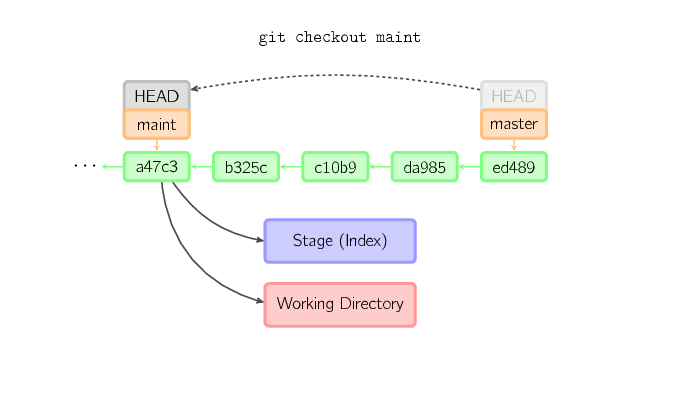 git checkout maint
HEAD
HEAD
maint
master
...
a47c3
b325c
c10b9
da985
ed489
Stage (Index)
Working Directory